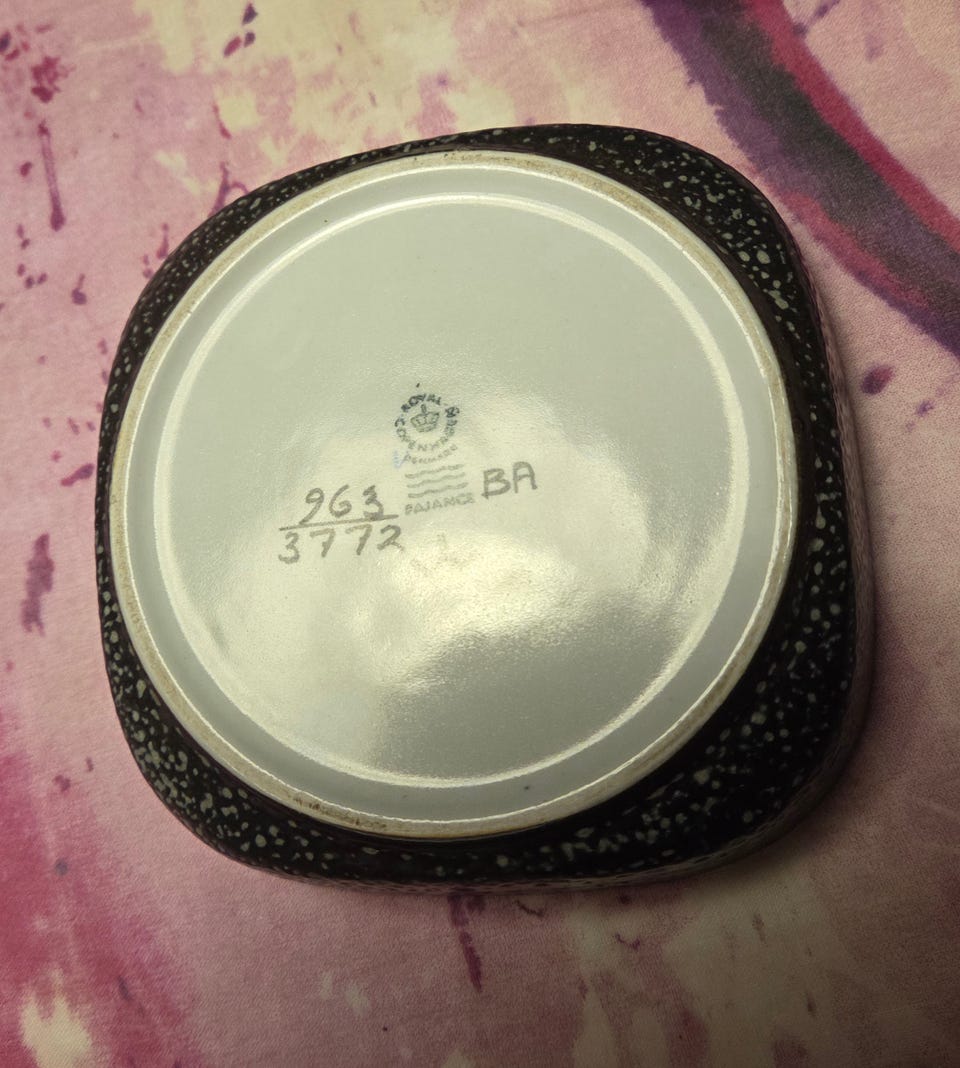 ROYAL COPENHAGEN
DENMARK
FAJANCE
963
3772
BA